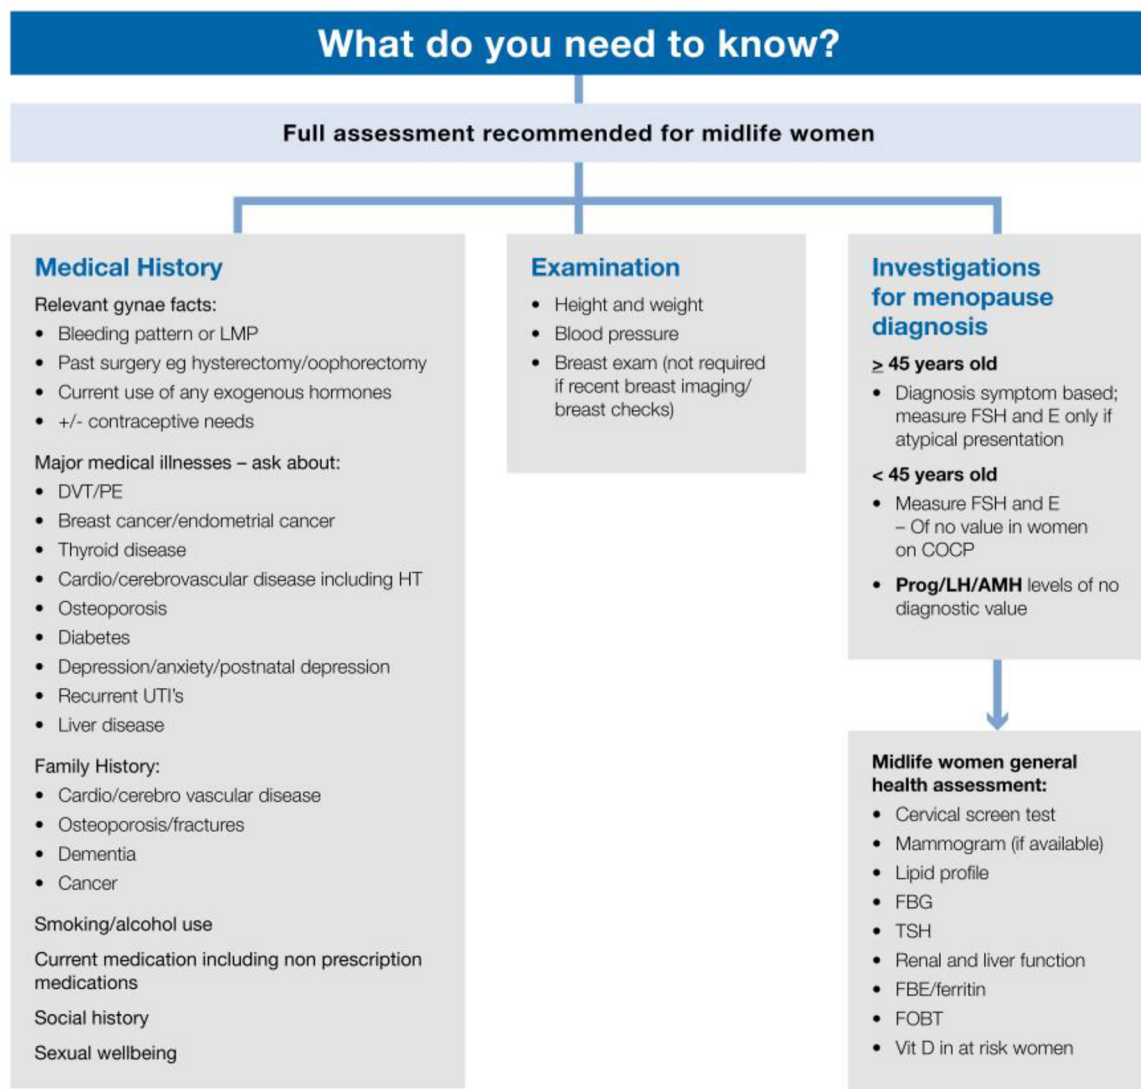 What do you need to know?
Full assessment recommended for midlife women
Medical History
Relevant gynae facts:
• Bleeding pattern or LMP
• Past surgery eg hysterectomy/oophorectomy
• Current use of any exogenous hormones
• +/- contraceptive needs
Major medical illnesses – ask about:
• DVT/PE
• Breast cancer/endometrial cancer
• Thyroid disease
• Cardio/cerebrovascular disease including HT
• Osteoporosis
• Diabetes
• Depression/anxiety/postnatal depression
• Recurrent UTI's
• Liver disease
Family History:
• Cardio/cerebro vascular disease
• Osteoporosis/fractures
• Dementia
• Cancer
Smoking/alcohol use
Current medication including non prescription
medications
Social history
Sexual wellbeing
Examination
• Height and weight
• Blood pressure
• Breast exam (not required
if recent breast imaging/
breast checks)
Investigations
for menopause
diagnosis
≥ 45 years old
• Diagnosis symptom based;
measure FSH and E only if
atypical presentation
< 45 years old
• Measure FSH and E
– Of no value in women
on COCP
• Prog/LH/AMH levels of no
diagnostic value
Midlife women general
health assessment:
• Cervical screen test
• Mammogram (if available)
• Lipid profile
• FBG
• TSH
• Renal and liver function
• FBE/ferritin
• FOBT
• Vit D in at risk women